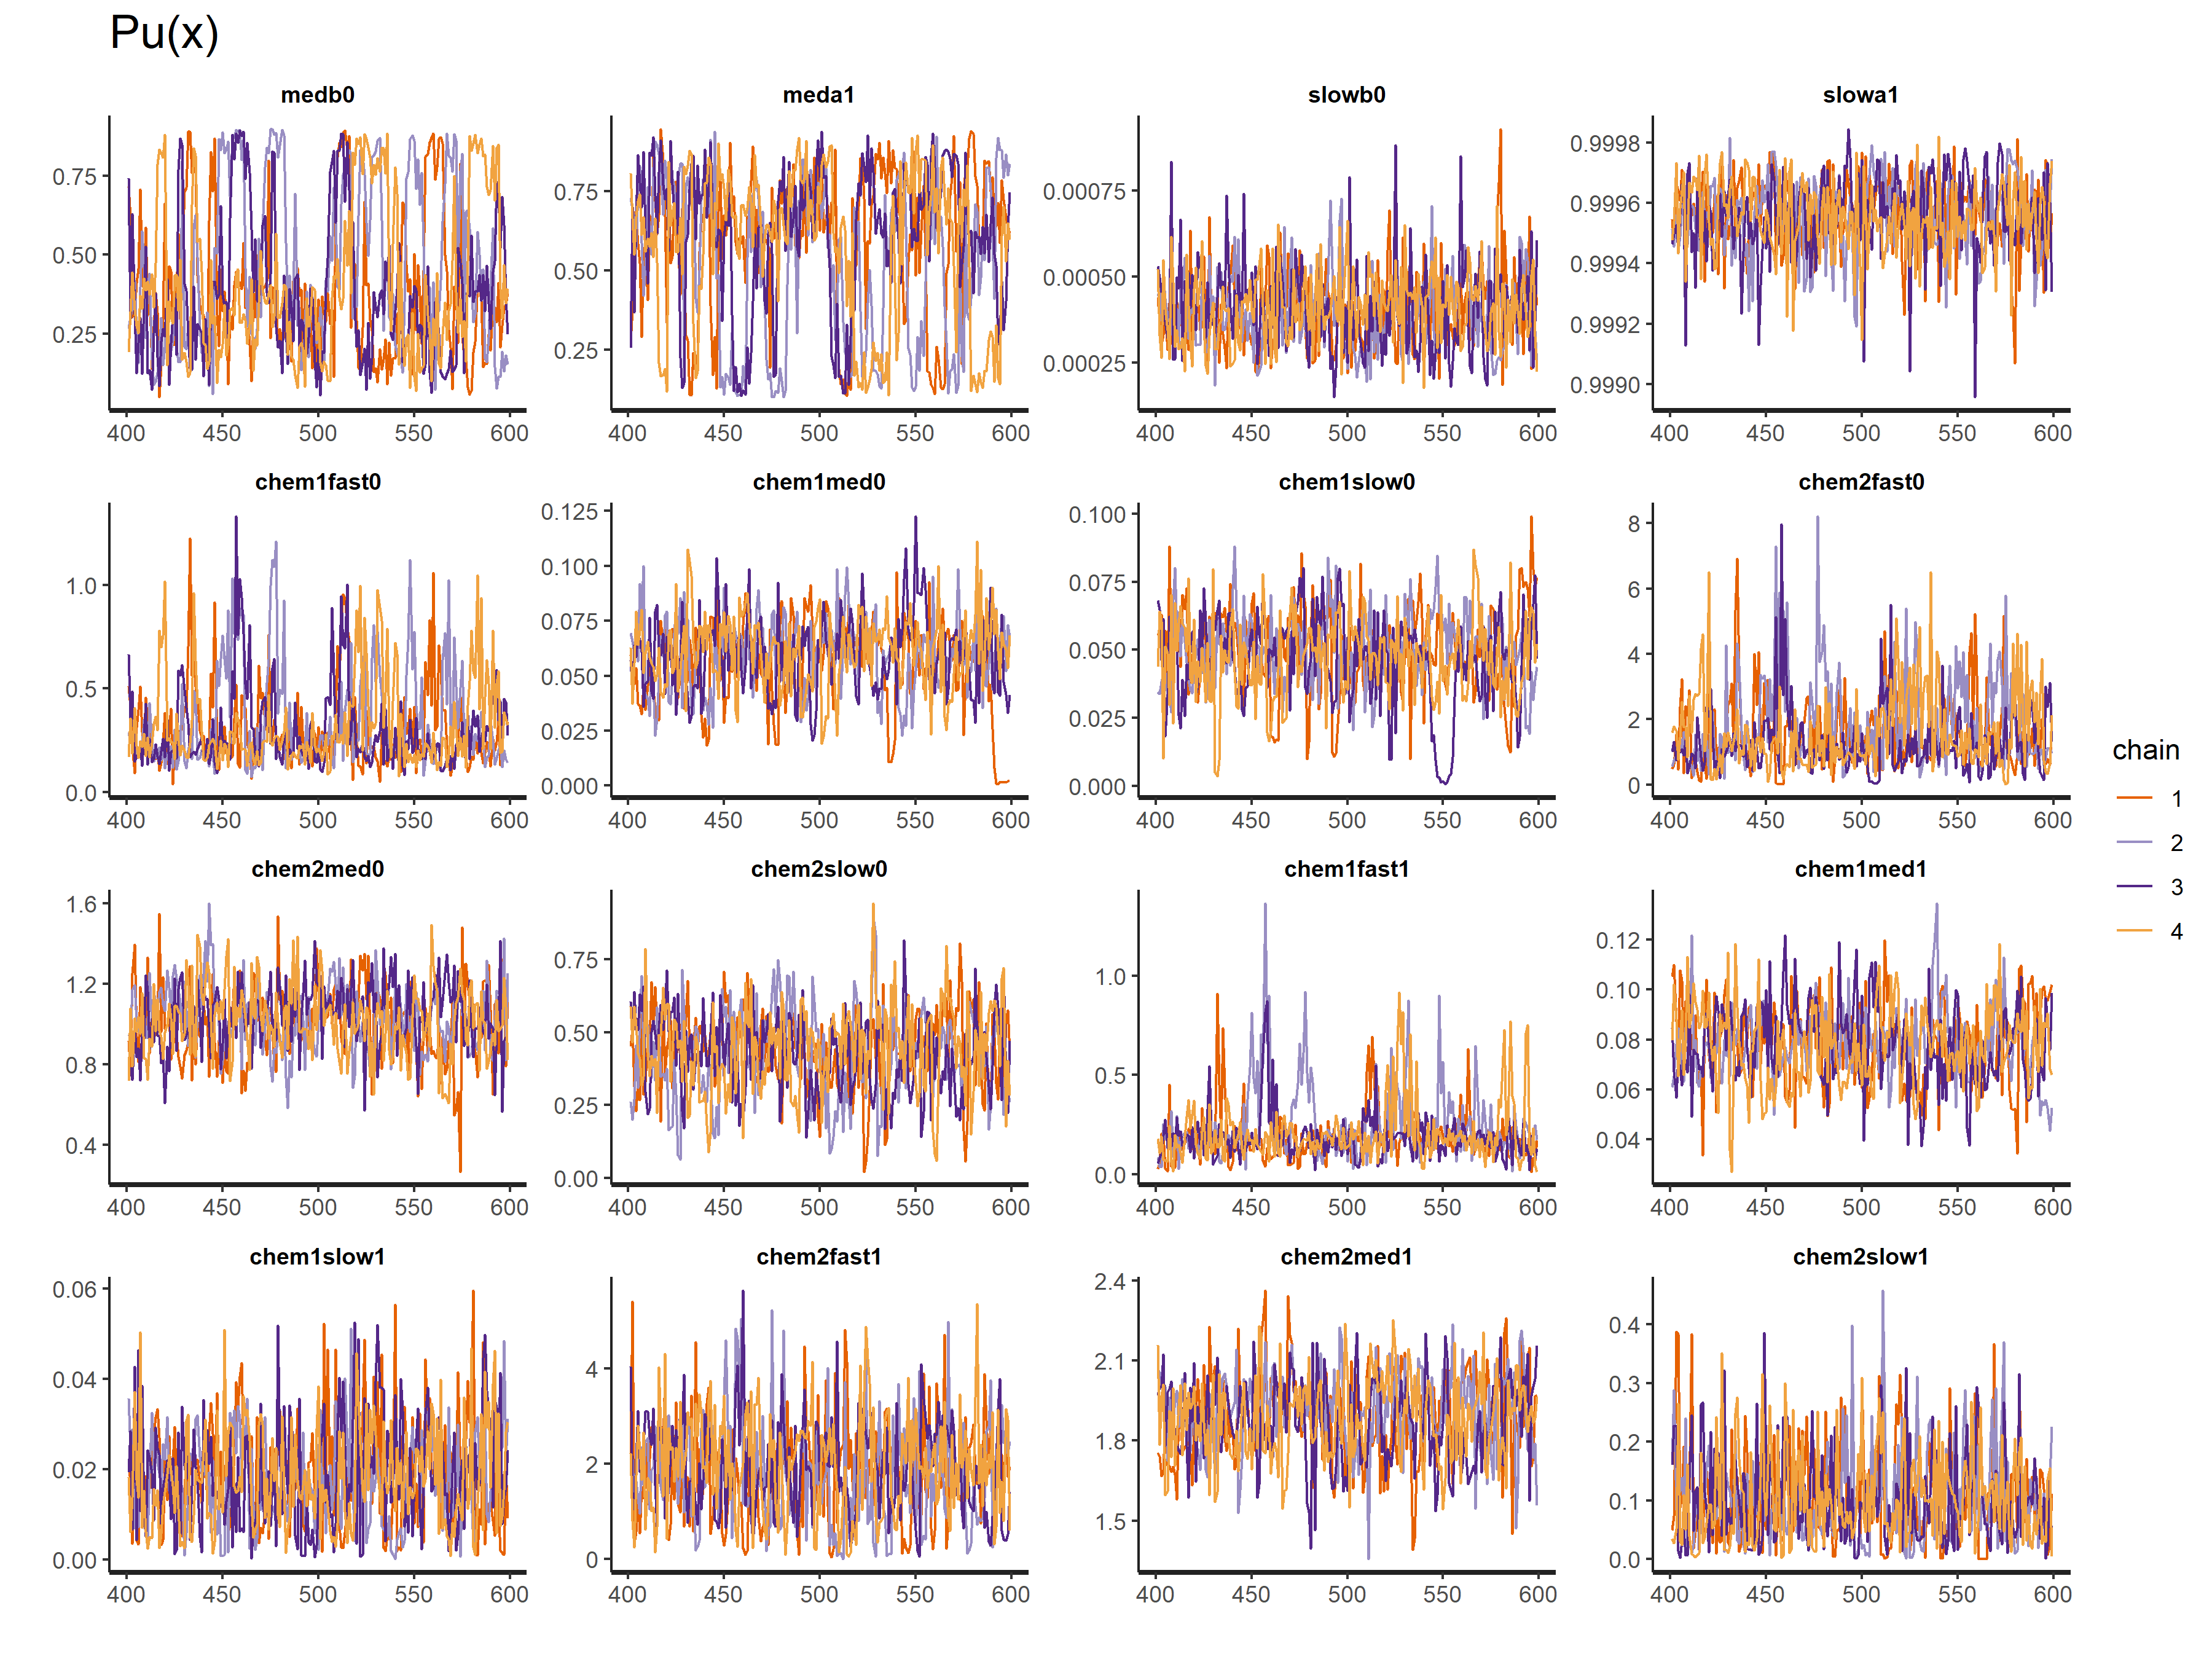 Pu(x)
medb0 meda1 slowb0 slowa1
0.75 0.50 0.25
0.75 0.50 0.25
0.00075 0.00050 0.00025
0.9998 0.9996 0.9994 0.9992 0.9990
400 450 500 550 600 400 450 500 550 600 400 450 500 550 600 400 450 500 550 600
chem1fast0 chem1med0 chem1slow0 chem2fast0
1.0 0.5 0.0
0.125 0.100 0.075 0.050 0.025 0.000
0.100 0.075 0.050 0.025 0.000
8 6 4 2 0
400 450 500 550 600 400 450 500 550 600 400 450 500 550 600 400 450 500 550 600
chem2med0 chem2slow0 chem1fast1 chem1med1
1.6 1.2 0.8 0.4
0.75 0.50 0.25 0.00
1.0 0.5 0.0
0.12 0.10 0.08 0.06 0.04
400 450 500 550 600 400 450 500 550 600 400 450 500 550 600 400 450 500 550 600
chem1slow1 chem2fast1 chem2med1 chem2slow1
0.06 0.04 0.02 0.00
4 2 0
2.4 2.1 1.8 1.5
0.4 0.3 0.2 0.1 0.0
400 450 500 550 600 400 450 500 550 600 400 450 500 550 600 400 450 500 550 600
chain
1
2
3
4